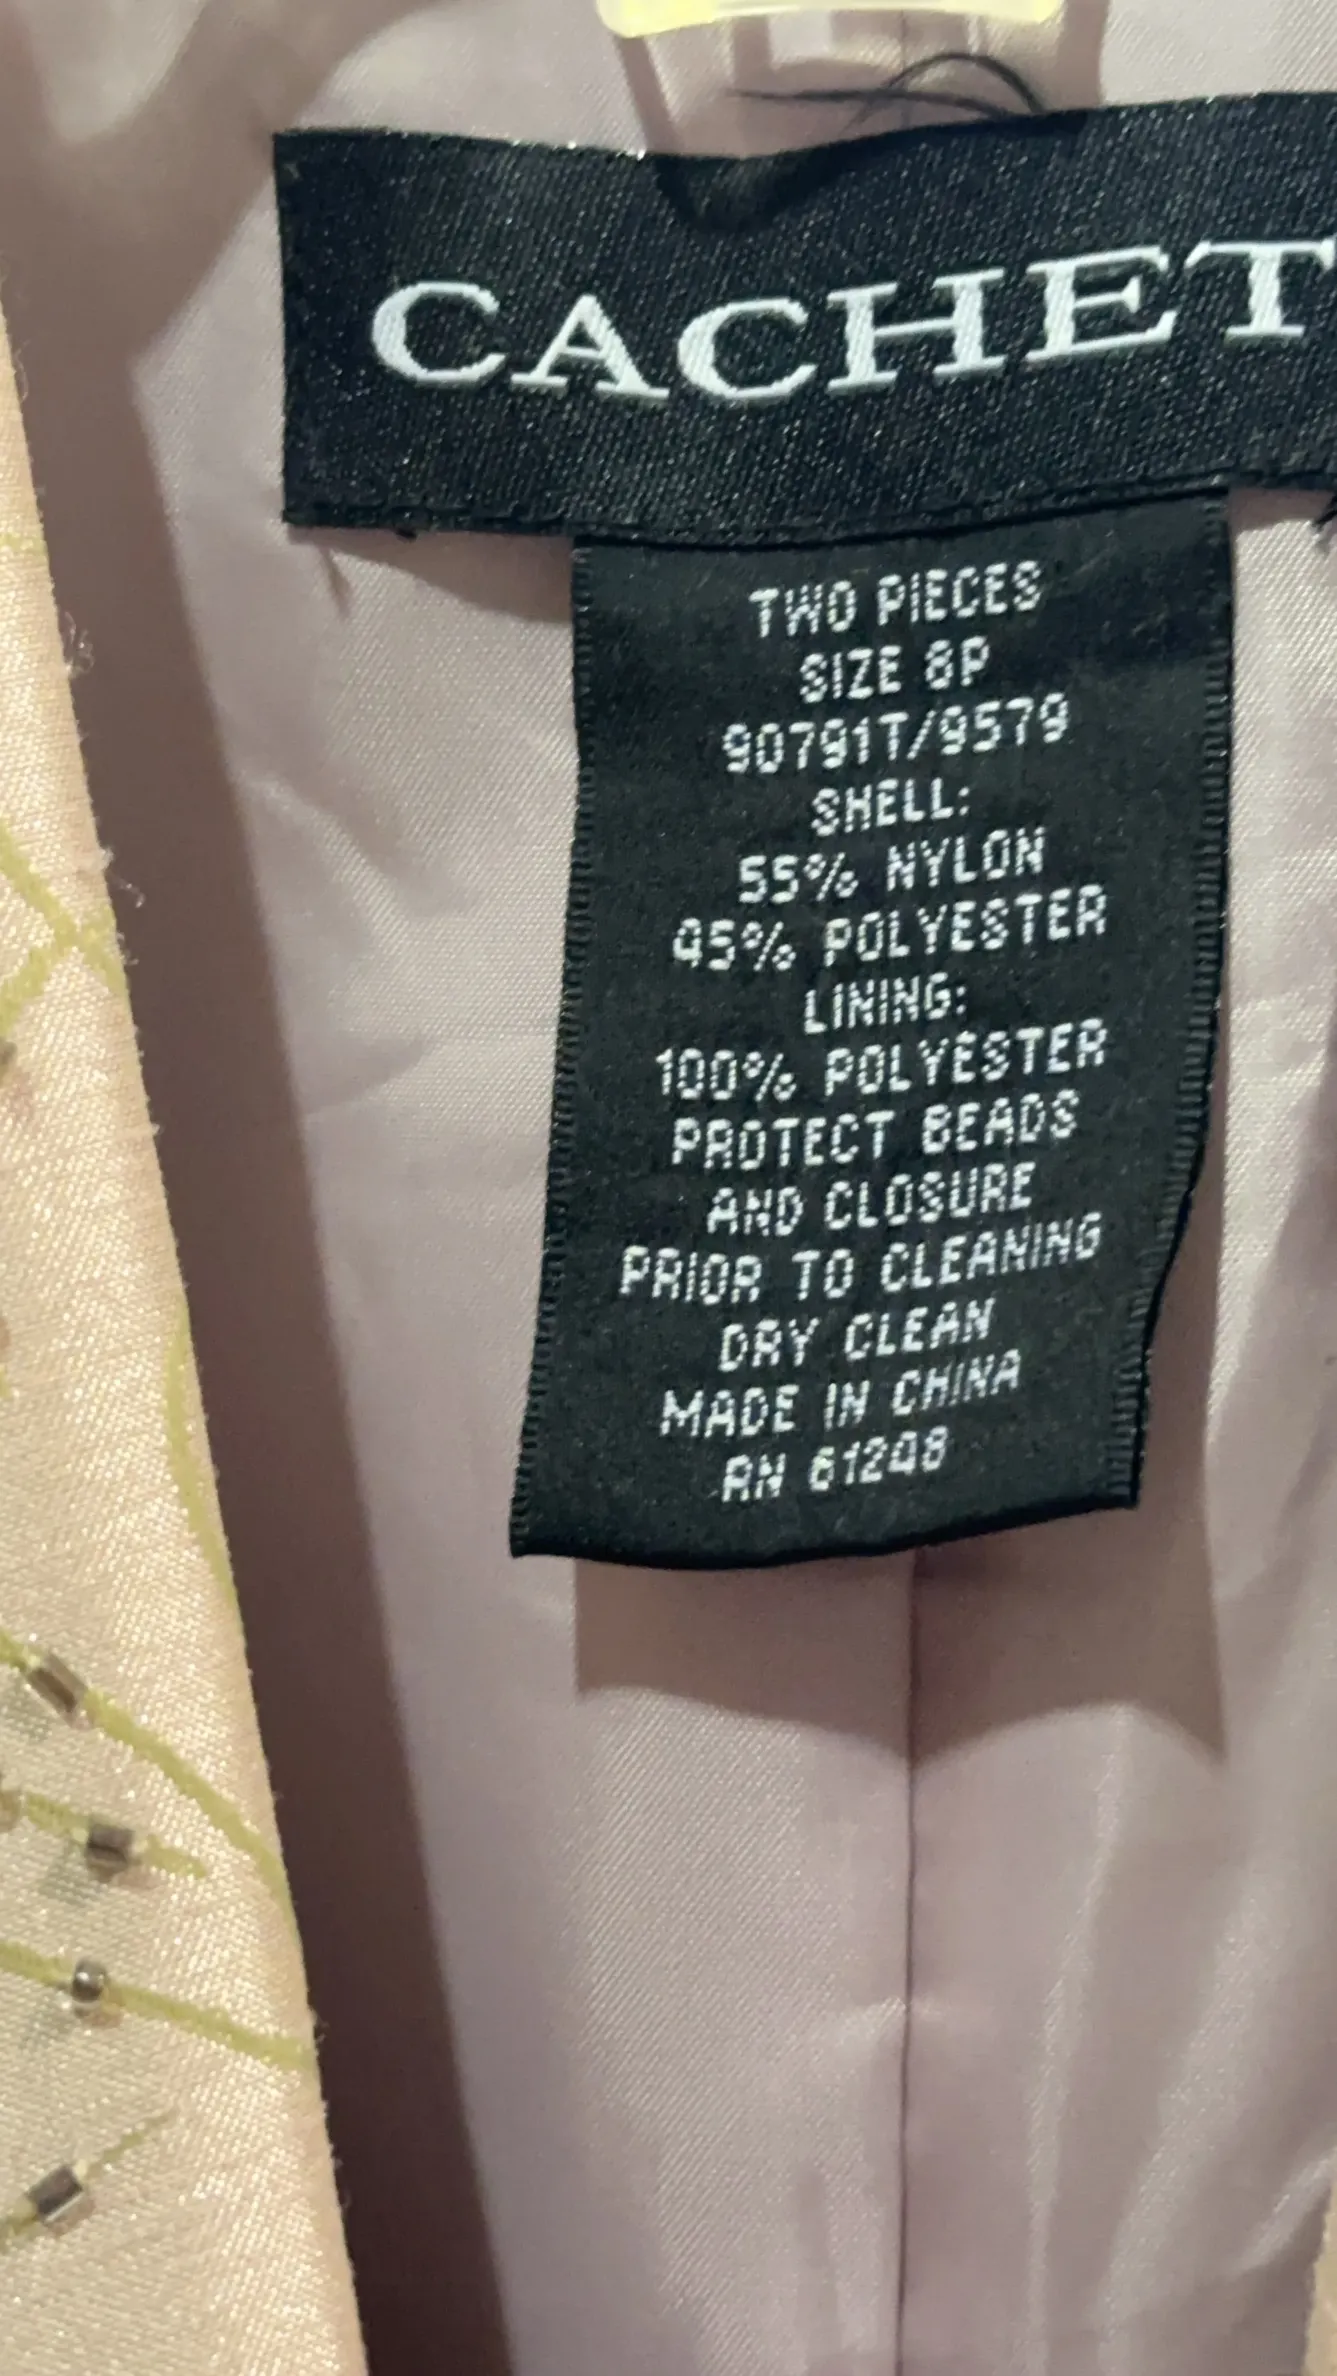 CACHET
TWO PIECES
SIZE 8P
90791T/9579
SHELL:
55% NYLON
45% POLYESTER
LINING:
100% POLYESTER
PROTECT BEADS
AND CLOSURE
PRIOR TO CLEANING
DRY CLEAN
MADE IN CHINA
RN 61248